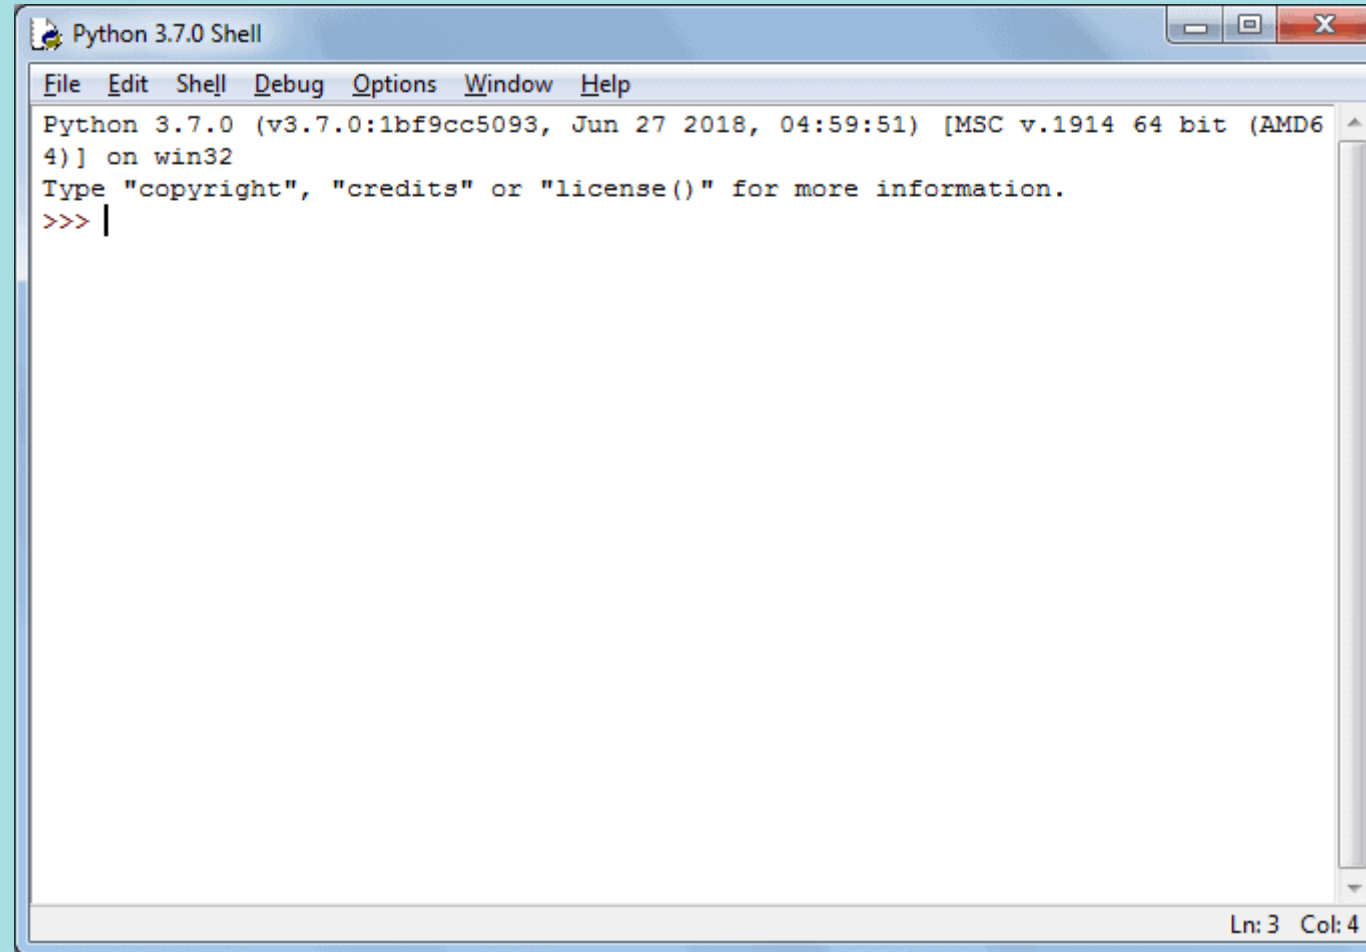 Python 3.7.0 Shell
File Edit Shell Debug Options Window Help
Python 3.7.0 (v3.7.0:1bf9cc5093, Jun 27 2018, 04:59:51) [MSC v.1914 64 bit (AMD6
4)] on win32
Type "copyright", "credits" or "license()" for more information.
>>>
Ln: 3 Col: 4